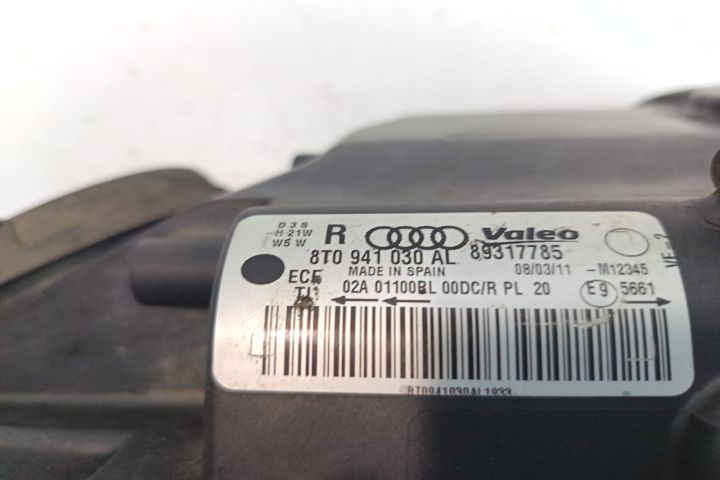 D3S
H-21W
W5W
R Valeo
8T0 941 030 AL 89317785
ECE MADE IN SPAIN 08/03/11 -M12345
02A 01100BL 00DC/R PL 20 E9 5661
8T0941030AL1933